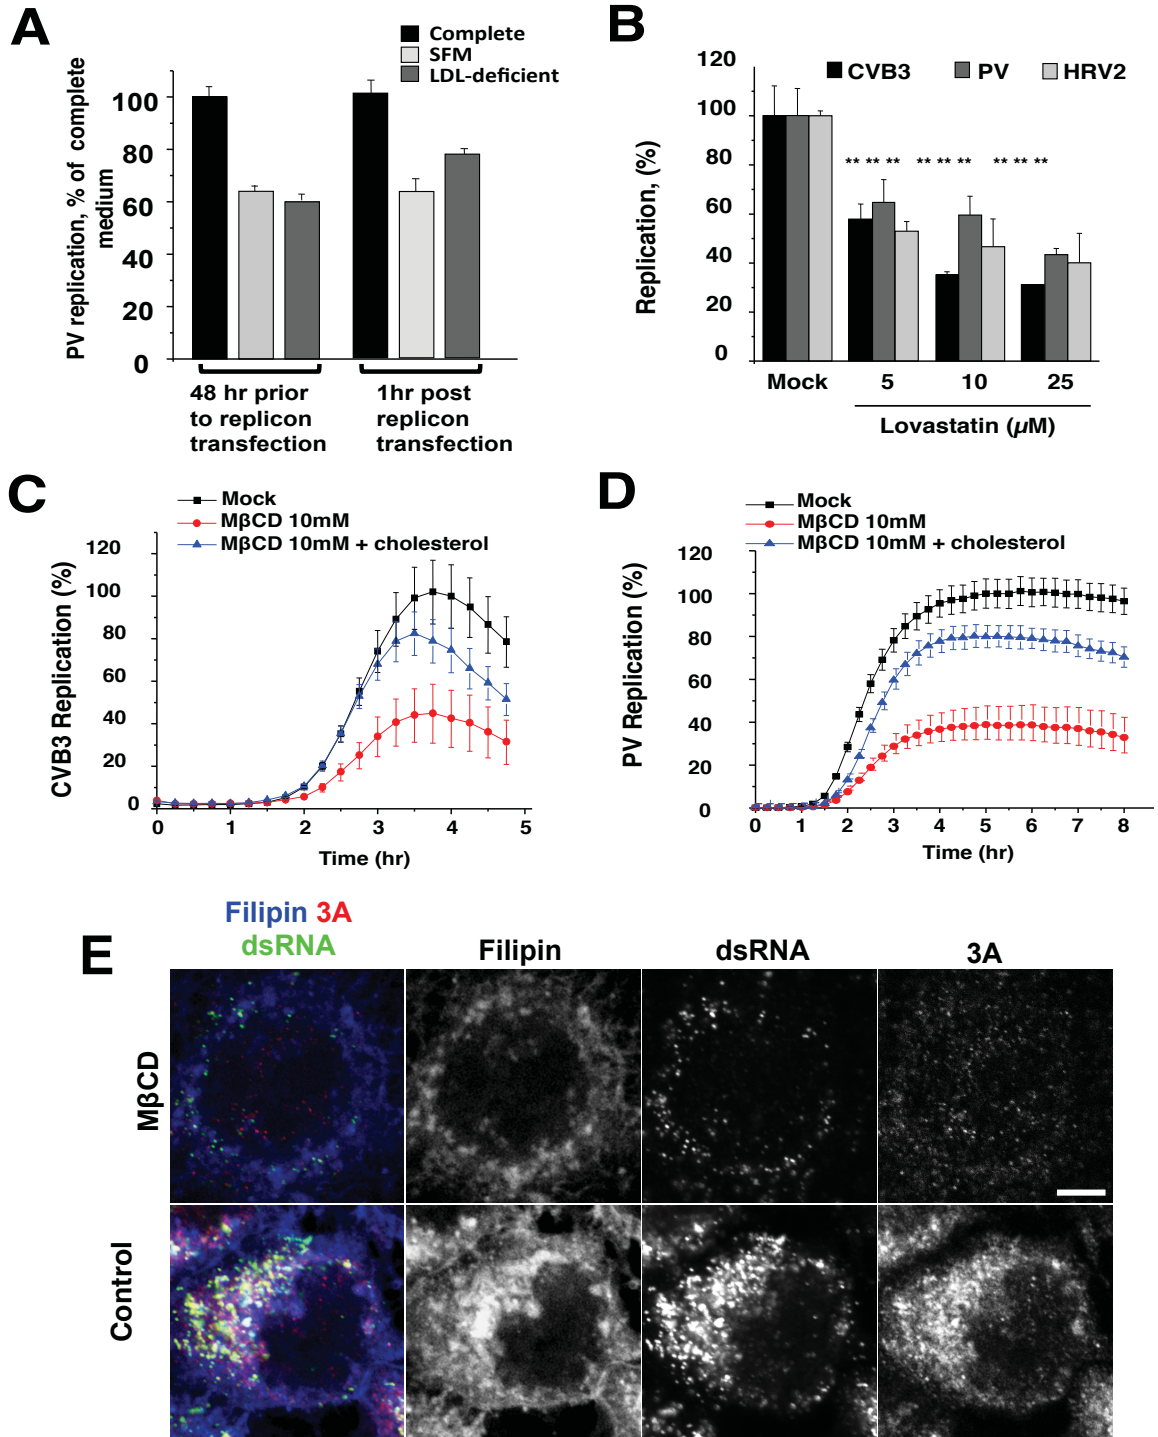 A
Complete
SFM
LDL-deficient
PV replication, % of complete
medium
100
80
60
40
20
0
48 hr prior
to replicon
transfection
1hr post
replicon
transfection
B
CVB3 PV HRV2
Replication, (%)
120
100
80
60
40
20
0
** ** ** ** ** ** ** ** **
Mock 5 10 25
Lovastatin (µM)
C
Mock
MβCD 10mM
MβCD 10mM + cholesterol
CVB3 Replication (%)
120
100
80
60
40
20
0
0 1 2 3 4 5
Time (hr)
D
Mock
MβCD 10mM
MβCD 10mM + cholesterol
PV Replication (%)
120
100
80
60
40
20
0
0 1 2 3 4 5 6 7 8
Time (hr)
E
Filipin 3A
dsRNA
Filipin
dsRNA
3A
MβCD
Control